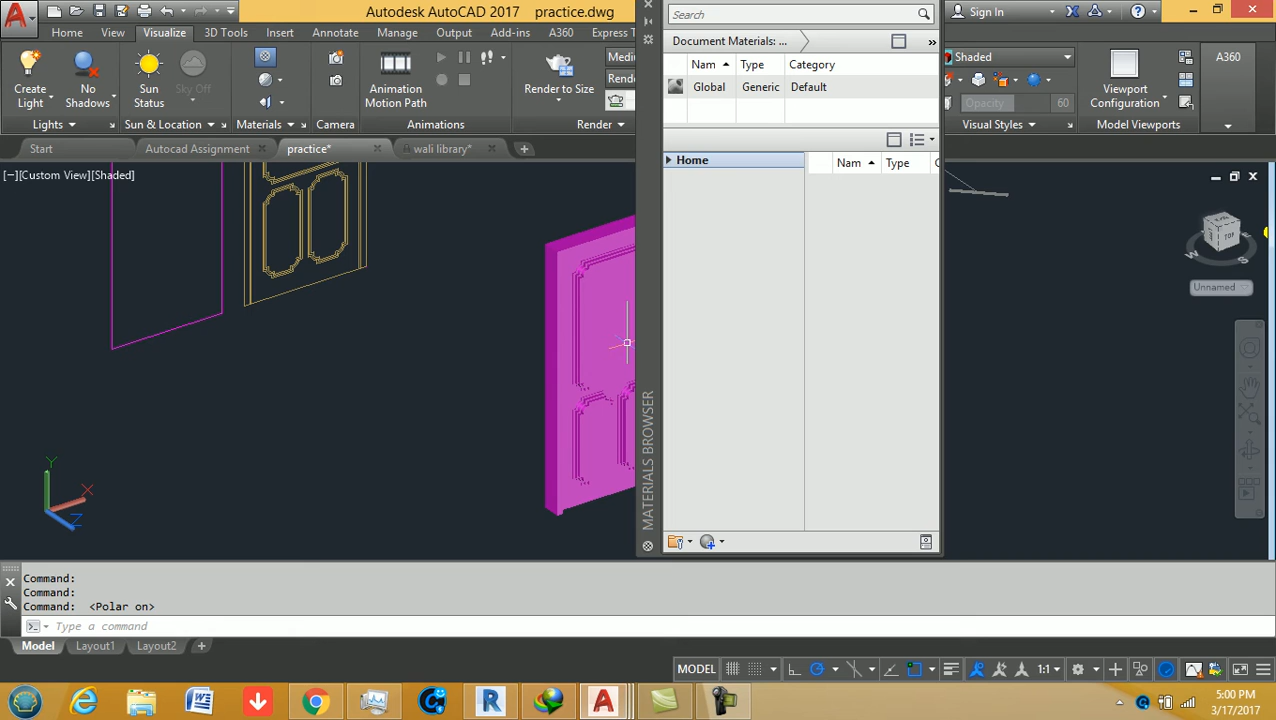 Autodesk AutoCAD 2017 practice.dwg
Search
Sign In
Home View Visualize 3D Tools Insert Annotate Manage Output Add-ins A360 Express T
Document Materials: ...
Nam Type Category
Global Generic Default
Create Light
No Shadows
Sun Status
Sky Off
Animation Motion Path
Render to Size
Mediu
Rende
Shaded
Opacity 60
Viewport Configuration
A360
Lights
Sun & Location
Materials
Camera
Animations
Render
Visual Styles
Model Viewports
Start Autocad Assignment practice* wall library*
[−][Custom View][Shaded]
Home
Nam Type C
TOP
W
S
Unnamed
Y
X
Z
MATERIALS BROWSER
Command:
Command:
Command: <Polar on>
Type a command
Model Layout1 Layout2
MODEL
1:1
5:00 PM
3/17/2017